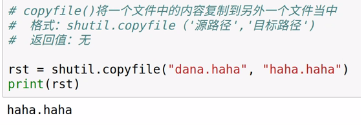 # copyfile()将一个文件中的内容复制到另外一个文件当中
#  格式: shutil.copyfile（'源路径','目标路径')
#  返回值: 无
rst = shutil.copyfile("dana.haha", "haha.haha")
print(rst)
haha.haha